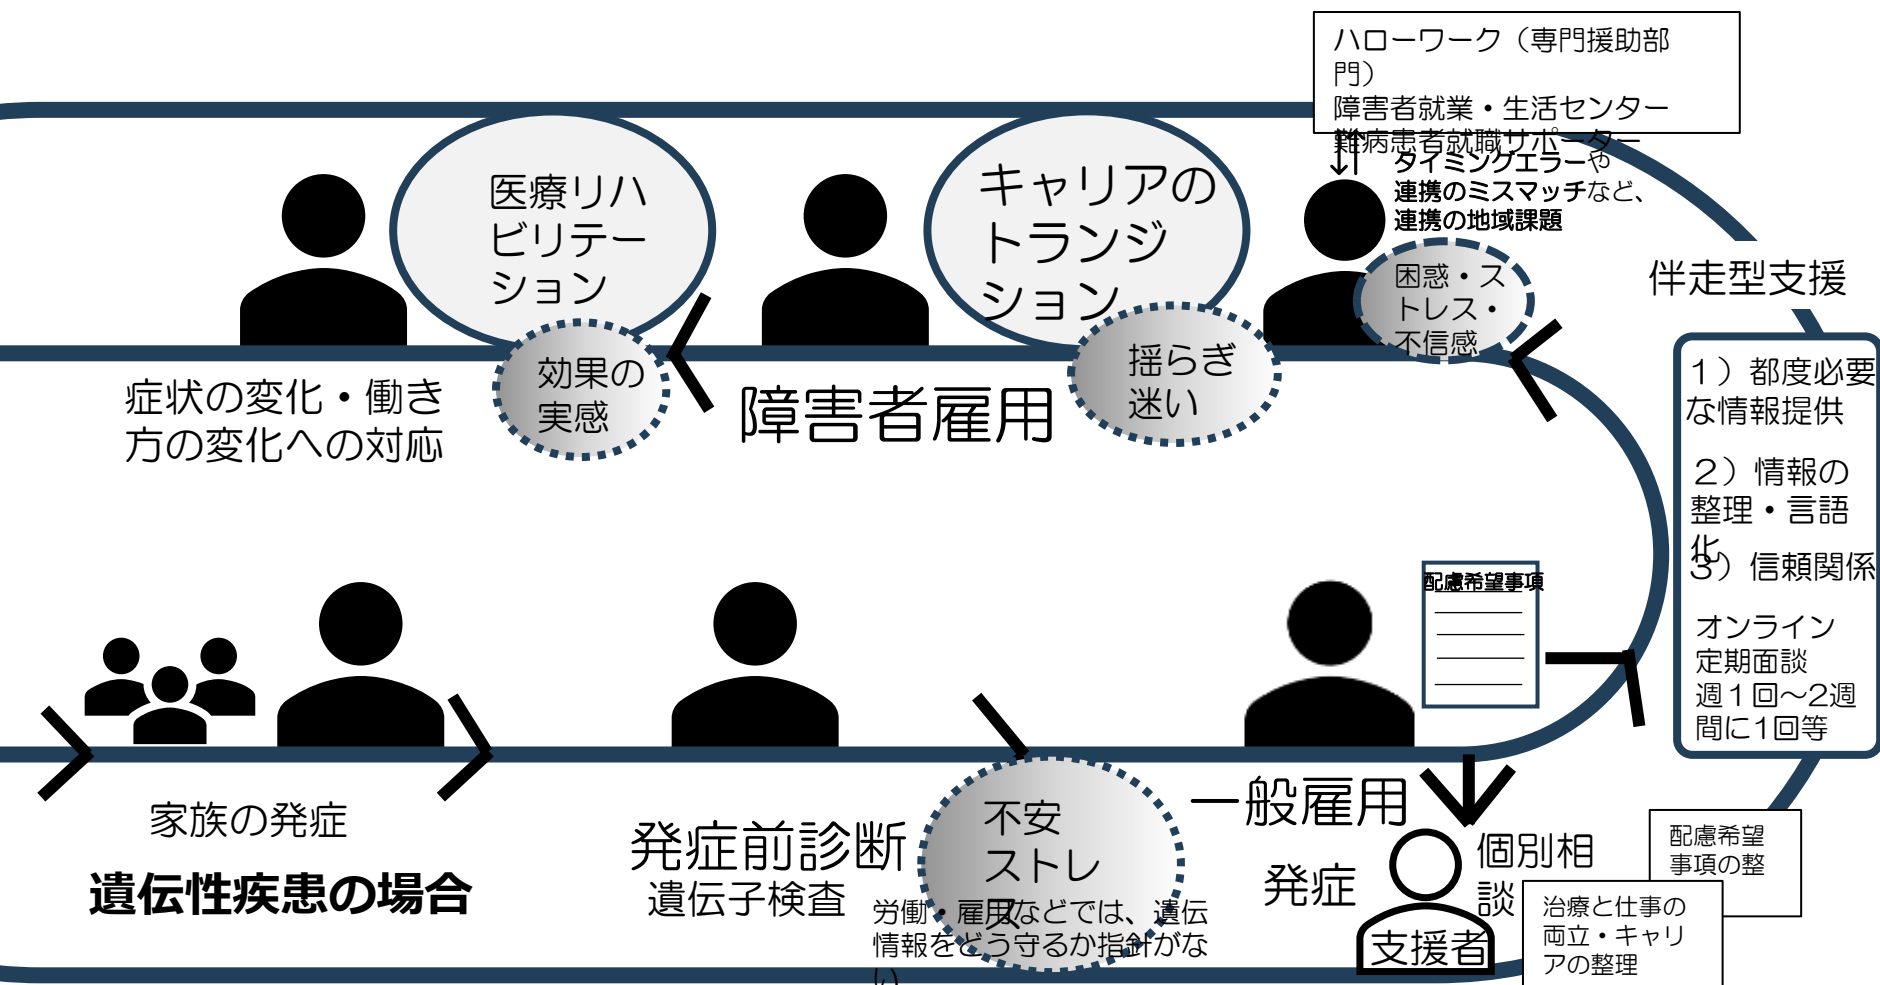 ハローワーク（専門援助部
門）
障害者就業・生活センター
難病患者就職サポーター
タイミングエラーや
連携のミスマッチなど、
連携の地域課題
医療リハ
ビリテー
ション
キャリアの
トランジ
ション
困惑・ス
トレス・
不信感
伴走型支援
効果の
実感
揺らぎ
迷い
症状の変化・働き
方の変化への対応
障害者雇用
１）都度必要
な情報提供
２）情報の
整理・言語
化
３）信頼関係
オンライン
定期面談
週１回～2週
間に1回等
配慮希望事項
家族の発症
遺伝性疾患の場合
発症前診断
遺伝子検査
不安
ストレ
ス
労働・雇用などでは、遺伝
情報をどう守るか指針がな
い
一般雇用
発症
個別相
談
支援者
配慮希望
事項の整
治療と仕事の
両立・キャリ
アの整理